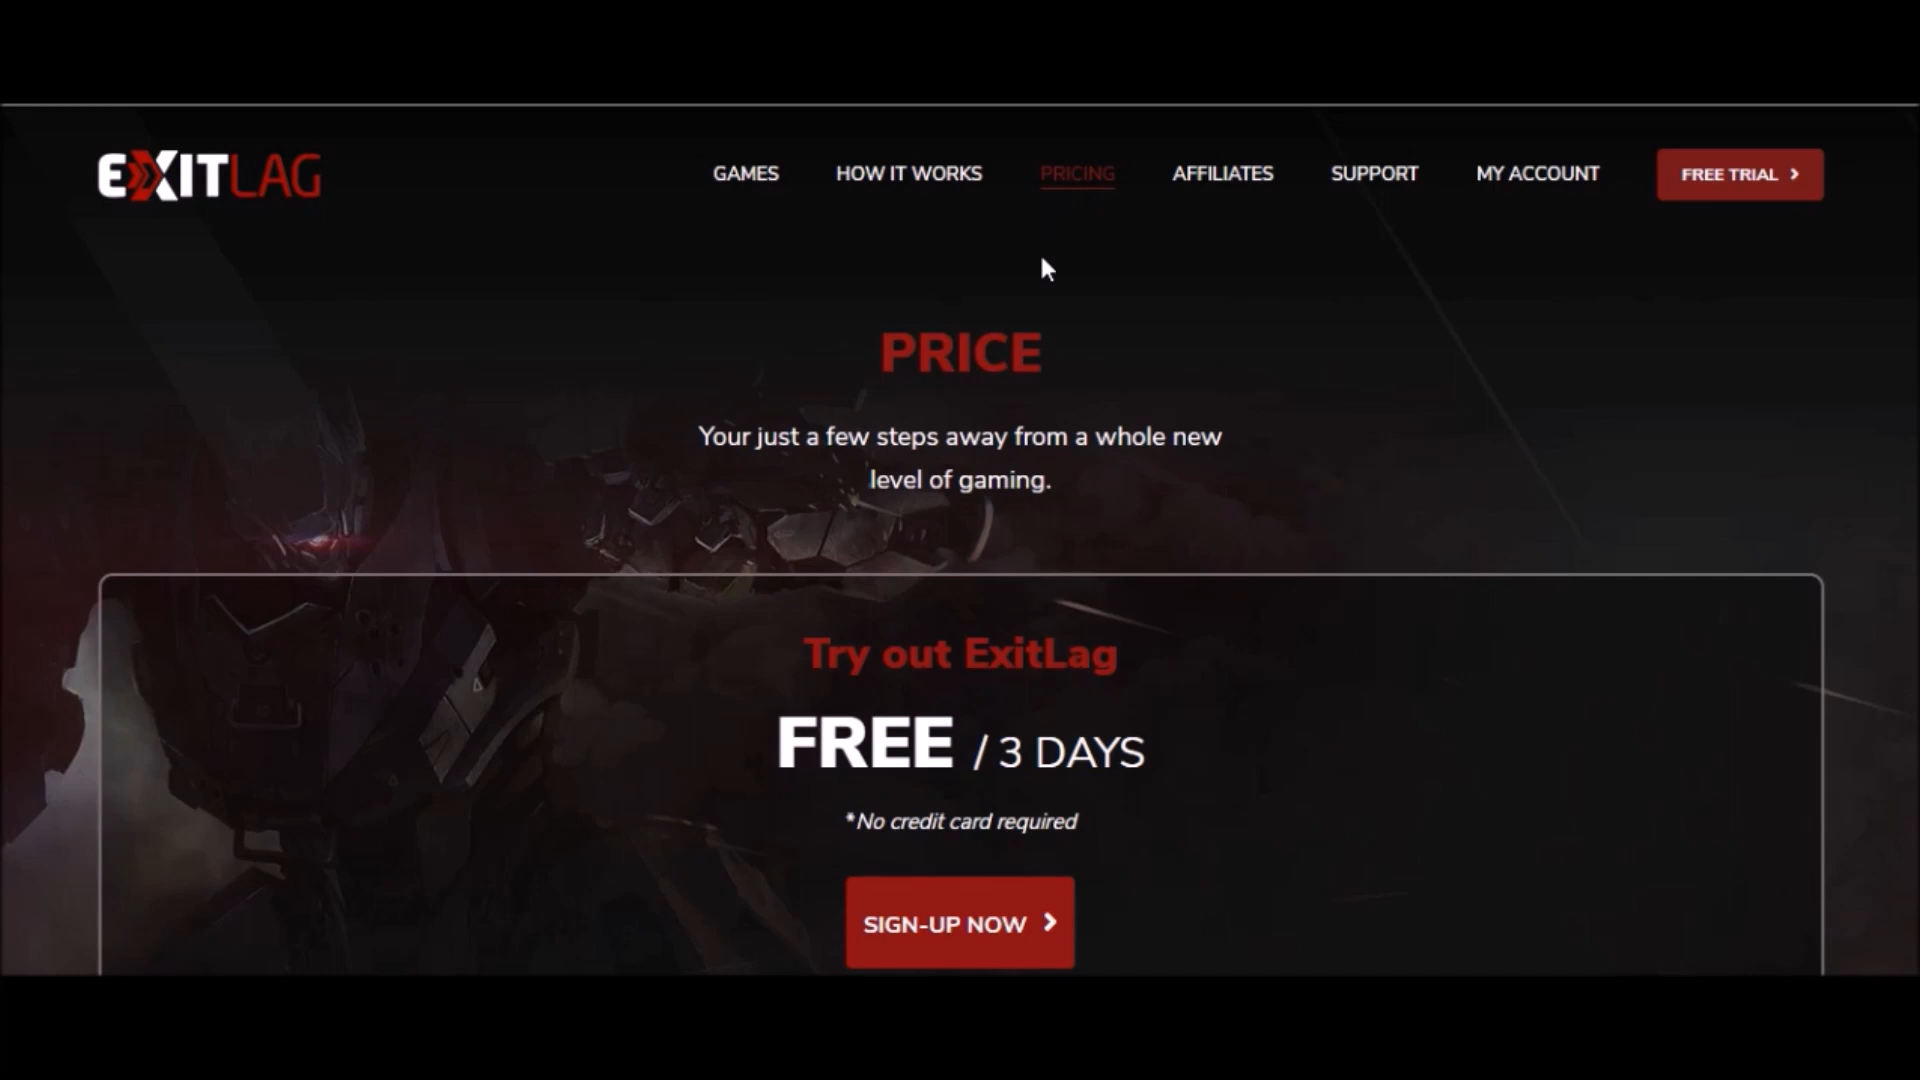 EXITLAG
GAMES
HOW IT WORKS
PRICING
AFFILIATES
SUPPORT
MY ACCOUNT
FREE TRIAL
PRICE
Your just a few steps away from a whole new
level of gaming.
Try out ExitLag
FREE / 3 DAYS
*No credit card required
SIGN-UP NOW